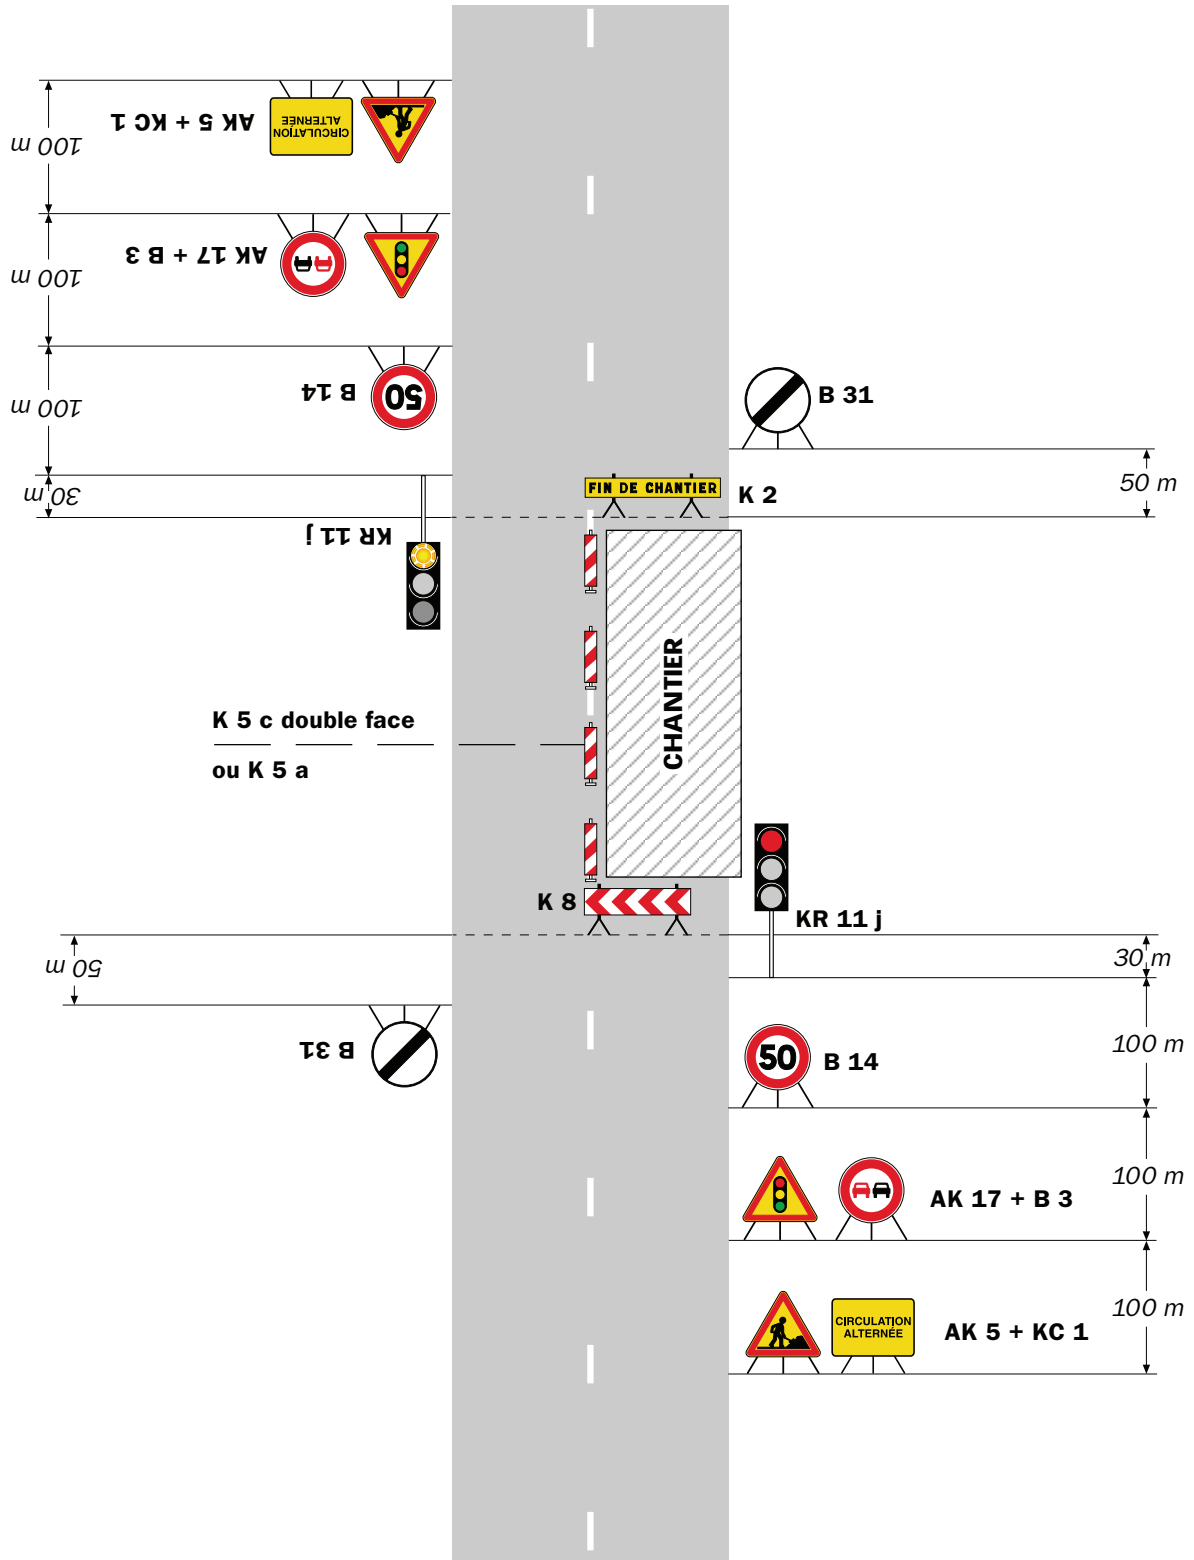 100 m
CIRCULATION
ALTERNÉE
AK 5 + KC 1
100 m
AK 17 + B 3
100 m
50
B 14
B 31
50 m
30 m
FIN DE CHANTIER
K 2
KR 11 j
CHANTIER
K 5 c double face
ou K 5 a
K 8
KR 11 j
50 m
30 m
B 31
50
B 14
100 m
AK 17 + B 3
100 m
CIRCULATION
ALTERNÉE
AK 5 + KC 1
100 m